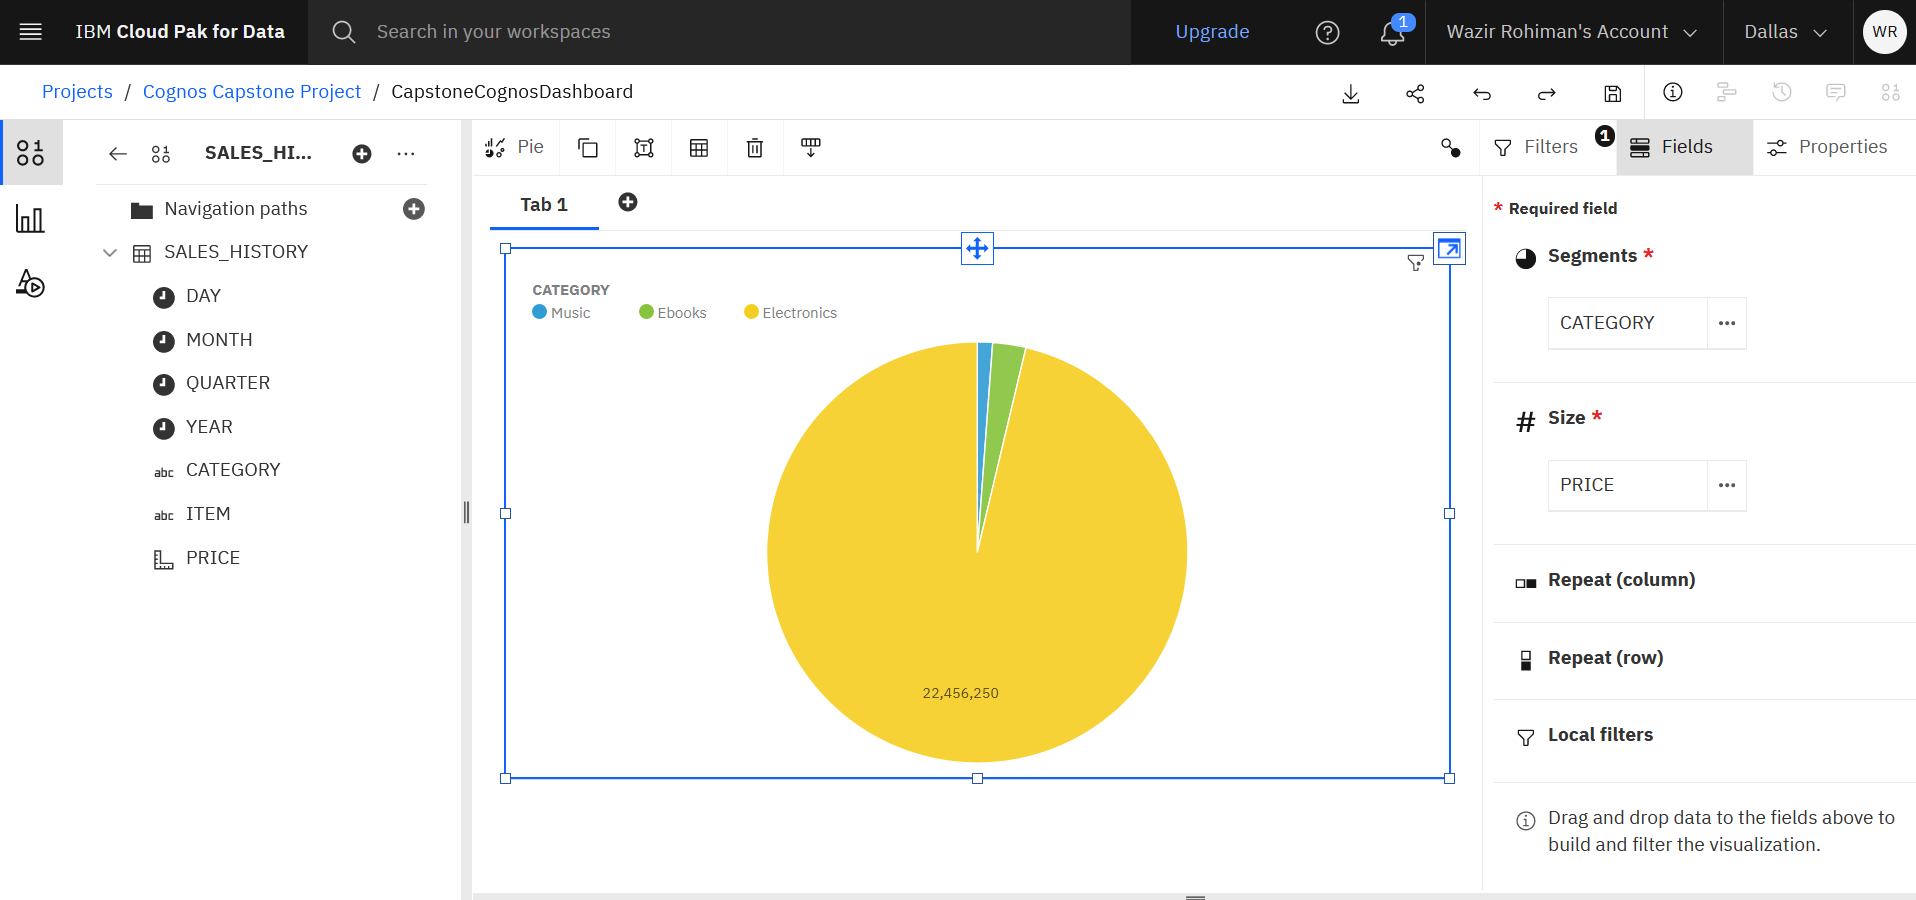 IBM Cloud Pak for Data
Search in your workspaces
Upgrade
1
Wazir Rohiman's Account
Dallas
WR
Projects / Cognos Capstone Project / CapstoneCognosDashboard
SALES_HI...
Navigation paths
SALES_HISTORY
DAY
MONTH
QUARTER
YEAR
abc CATEGORY
abc ITEM
PRICE
Pie
Filters 1
Fields
Properties
Tab 1
CATEGORY
Music Ebooks Electronics
22,456,250
* Required field
Segments *
CATEGORY
# Size *
PRICE
Repeat (column)
Repeat (row)
Local filters
Drag and drop data to the fields above to
build and filter the visualization.